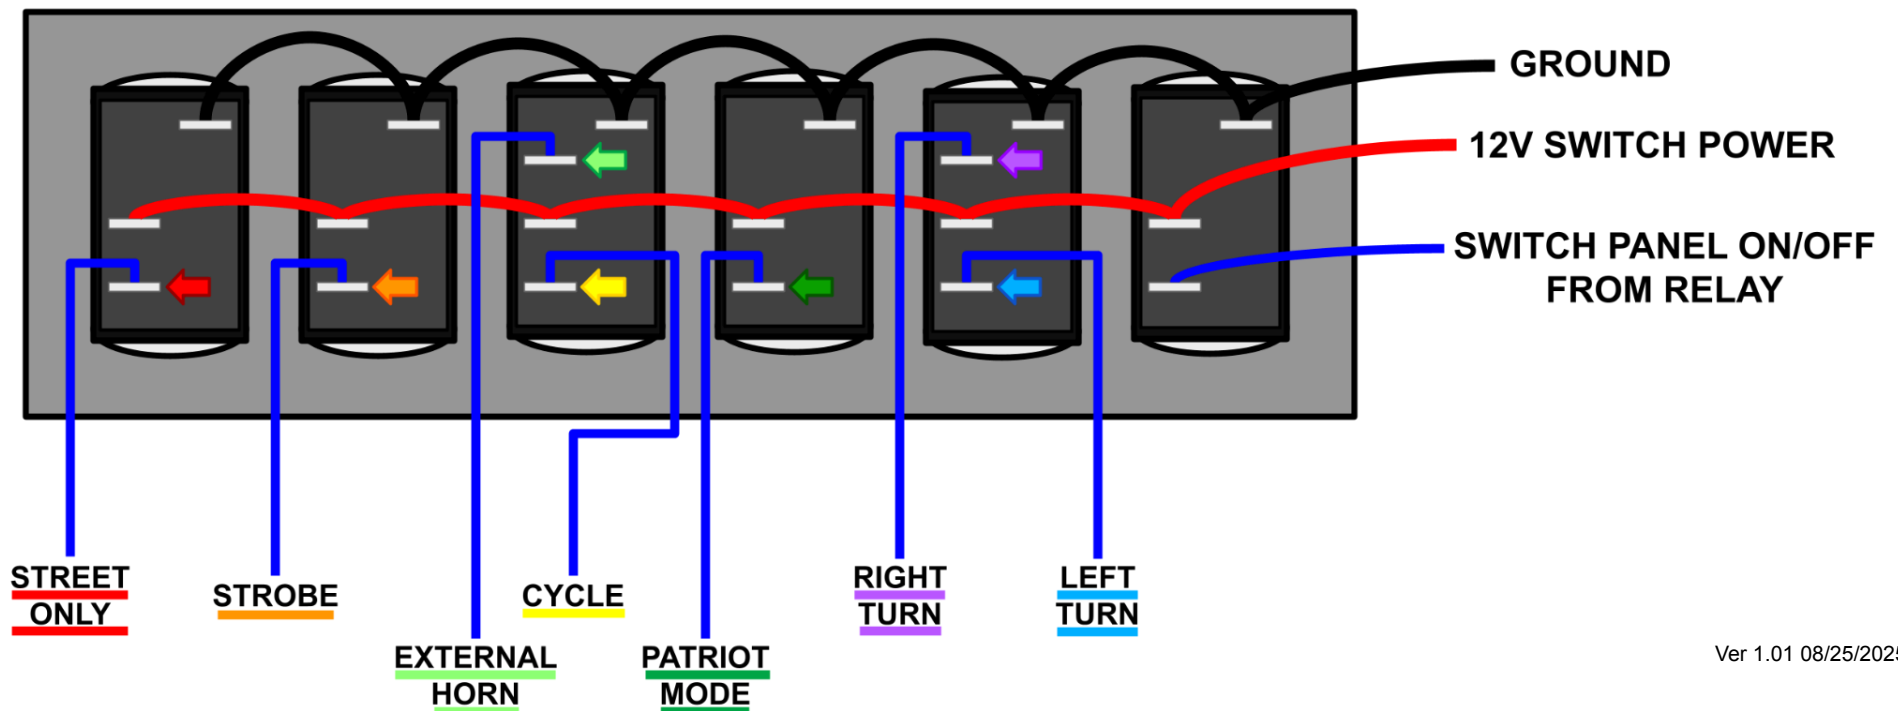 GROUND
12V SWITCH POWER
SWITCH PANEL ON/OFF
FROM RELAY
STREET
ONLY
STROBE
EXTERNAL
HORN
CYCLE
PATRIOT
MODE
RIGHT
TURN
LEFT
TURN
Ver 1.01 08/25/2025